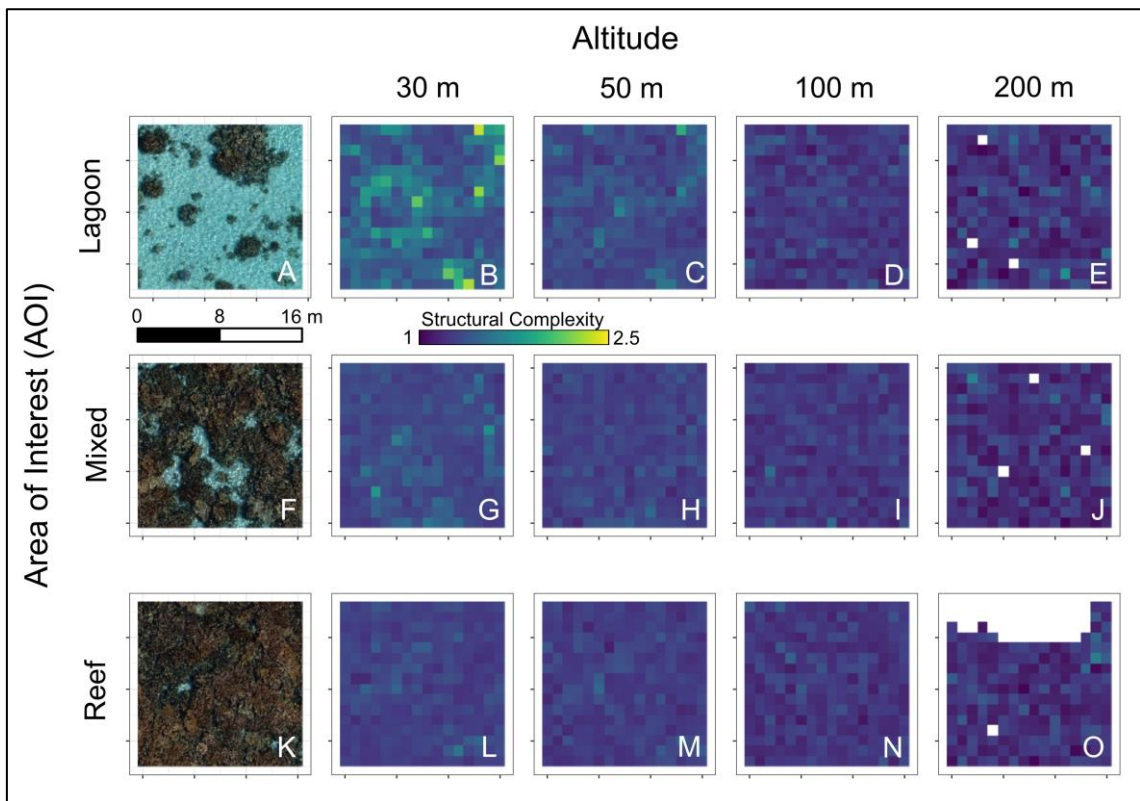 Altitude
30 m 50 m 100 m 200 m
Area of Interest (AOI)
Lagoon
A B C D E
0 8 16 m
Structural Complexity
1 2.5
Mixed
F G H I J
Reef
K L M N O